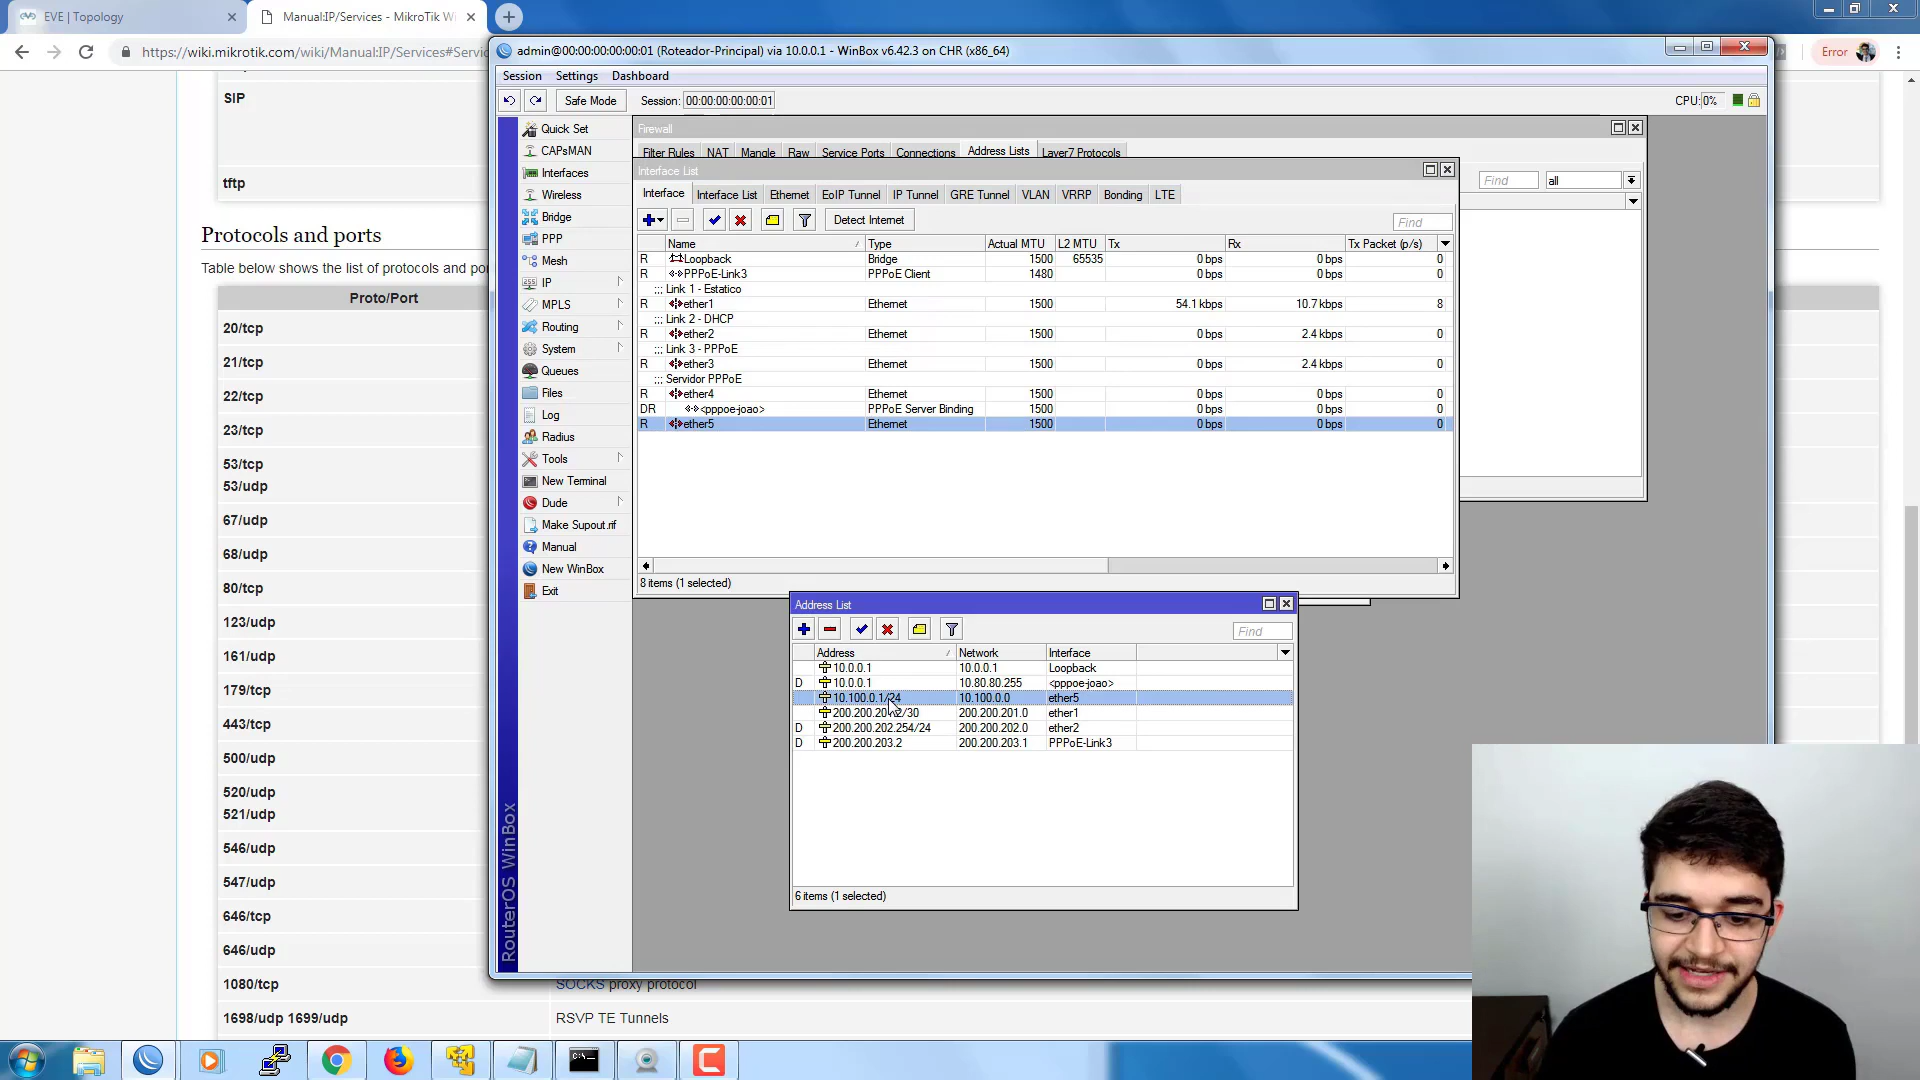 EVE | Topology
Manual:IP/Services - MikroTik Wi
https://wiki.mikrotik.com/wiki/Manual:IP/Services#Servic
Error
admin@00:00:00:00:00:01 (Roteador-Principal) via 10.0.0.1 - WinBox v6.42.3 on CHR (x86_64)
Session Settings Dashboard
Safe Mode Session: 00:00:00:00:00:01 CPU: 0%
SIP
tftp
Protocols and ports
Table below shows the list of protocols and por
Proto/Port
20/tcp
21/tcp
22/tcp
23/tcp
53/tcp
53/udp
67/udp
68/udp
80/tcp
123/udp
161/udp
179/tcp
443/tcp
500/udp
520/udp
521/udp
546/udp
547/udp
646/tcp
646/udp
1080/tcp
SOCKS proxy protocol
1698/udp 1699/udp
RSVP TE Tunnels
Quick Set
CAPsMAN
Interfaces
Wireless
Bridge
PPP
Mesh
IP
MPLS
Routing
System
Queues
Files
Log
Radius
Tools
New Terminal
Dude
Make Supout.rif
Manual
New WinBox
Exit
RouterOS WinBox
Firewall
Filter Rules NAT Mangle Raw Service Ports Connections Address Lists Layer7 Protocols
Find all
Interface List
Interface Interface List Ethernet EoIP Tunnel IP Tunnel GRE Tunnel VLAN VRRP Bonding LTE
Detect Internet Find
Name Type Actual MTU L2 MTU Tx Rx Tx Packet (p/s)
R Loopback Bridge 1500 65535 0 bps 0 bps 0
R PPPoE-Link3 PPPoE Client 1480 0 bps 0 bps 0
;;; Link 1 - Estatico
R ether1 Ethernet 1500 54.1 kbps 10.7 kbps 8
;;; Link 2 - DHCP
R ether2 Ethernet 1500 0 bps 2.4 kbps 0
;;; Link 3 - PPPoE
R ether3 Ethernet 1500 0 bps 2.4 kbps 0
;;; Servidor PPPoE
R ether4 Ethernet 1500 0 bps 0 bps 0
DR <pppoe-joao> PPPoE Server Binding 1500 0 bps 0 bps 0
R ether5 Ethernet 1500 0 bps 0 bps 0
8 items (1 selected)
Address List
Find
Address Network Interface
10.0.0.1 10.0.0.1 Loopback
D 10.0.0.1 10.80.80.255 <pppoe-joao>
10.100.0.1/24 10.100.0.0 ether5
200.200.201.0 ether1
D 200.200.202.254/24 200.200.202.0 ether2
D 200.200.203.2 200.200.203.1 PPPoE-Link3
6 items (1 selected)